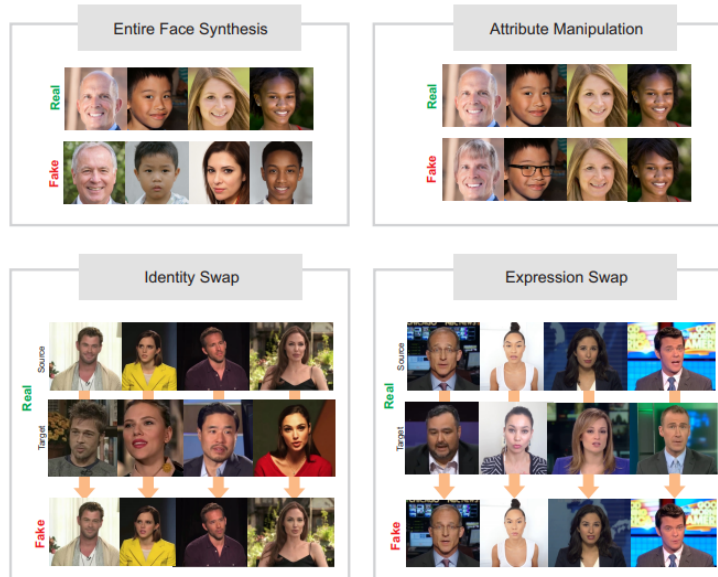 Entire Face Synthesis
Attribute Manipulation
Real
Fake
Real
Fake
Identity Swap
Expression Swap
Real
Source
Target
Fake
Real
Source
Target
Fake